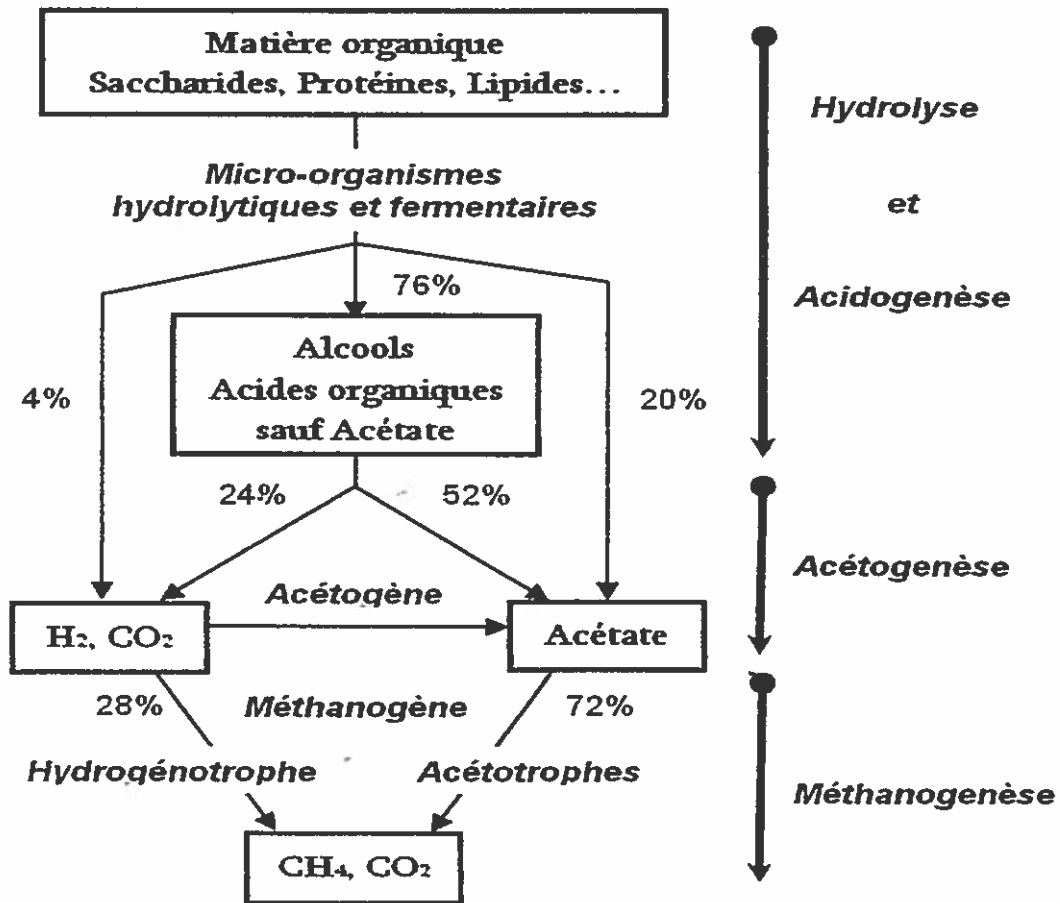 Matière organique
Saccharides, Protéines, Lipides...
Hydrolyse
Micro-organismes
hydrolytiques et fermentaires
et
76%
Acidogenèse
Alcools
Acides organiques
sauf Acétate
4%
20%
24%
52%
Acétogène
Acétogenèse
H₂, CO₂
Acétate
28%
Méthanogène
72%
Hydrogénotrophe
Acétotrophes
Méthanogenèse
CH₄, CO₂